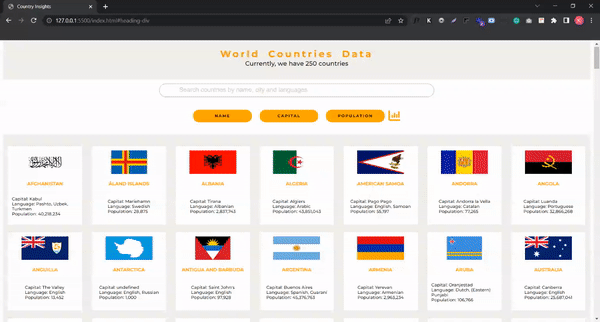 Country Insights
127.0.0.1:5500/index.html#heading-div
World Countries Data
Currently, we have 250 countries
Search countries by name, city and languages
NAME
CAPITAL
POPULATION
AFGHANISTAN
Capital: Kabul
Language: Pashto, Uzbek,
Turkmen
Population: 40,218,234
ÅLAND ISLANDS
Capital: Mariehamn
Language: Swedish
Population: 28,875
ALBANIA
Capital: Tirana
Language: Albanian
Population: 2,837,743
ALGERIA
Capital: Algiers
Language: Arabic
Population: 43,851,043
AMERICAN SAMOA
Capital: Pago Pago
Language: English, Samoan
Population: 55,197
ANDORRA
Capital: Andorra la Vella
Language: Catalan
Population: 77,265
ANGOLA
Capital: Luanda
Language: Portuguese
Population: 32,866,268
ANGUILLA
Capital: The Valley
Language: English
Population: 13,452
ANTARCTICA
Capital: undefined
Language: English, Russian
Population: 1,000
ANTIGUA AND BARBUDA
Capital: Saint John's
Language: English
Population: 97,928
ARGENTINA
Capital: Buenos Aires
Language: Spanish, Guaraní
Population: 45,376,763
ARMENIA
Capital: Yerevan
Language: Armenian
Population: 2,963,234
ARUBA
Capital: Oranjestad
Language: Dutch, (Eastern)
Punjabi
Population: 106,766
AUSTRALIA
Capital: Canberra
Language: English
Population: 25,687,041